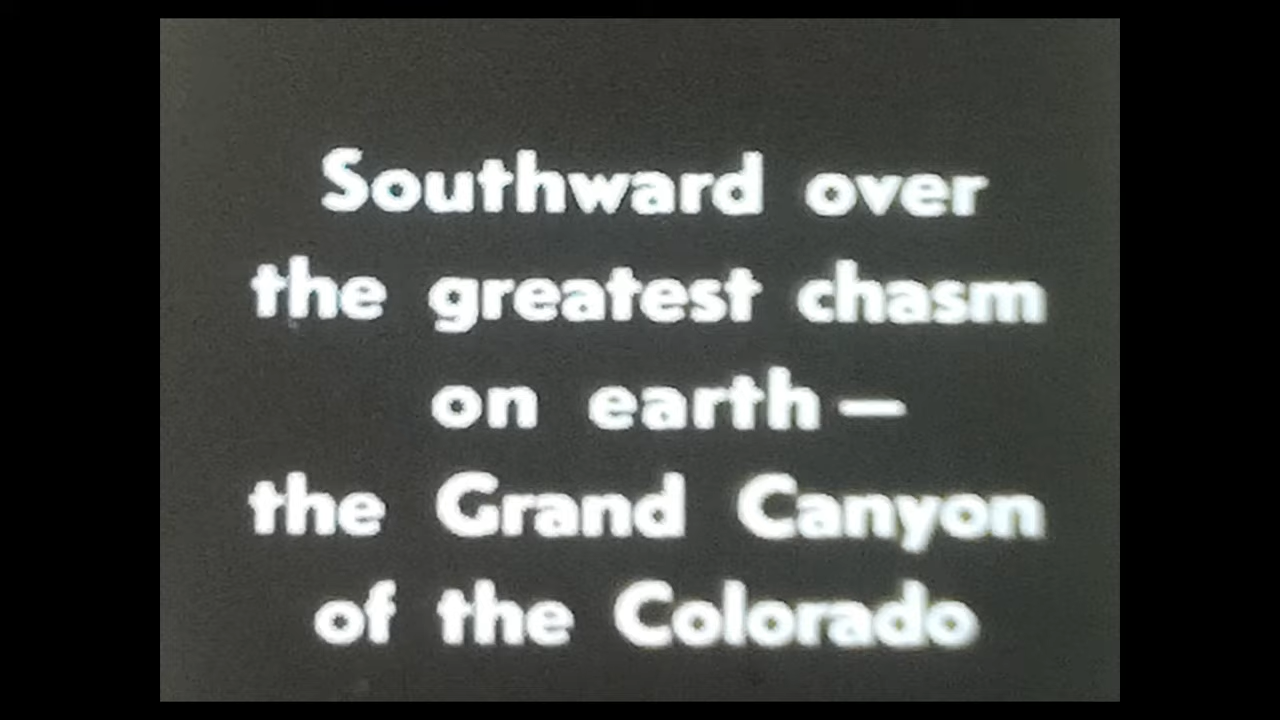 Southward over
the greatest chasm
on earth —
the Grand Canyon
of the Colorado